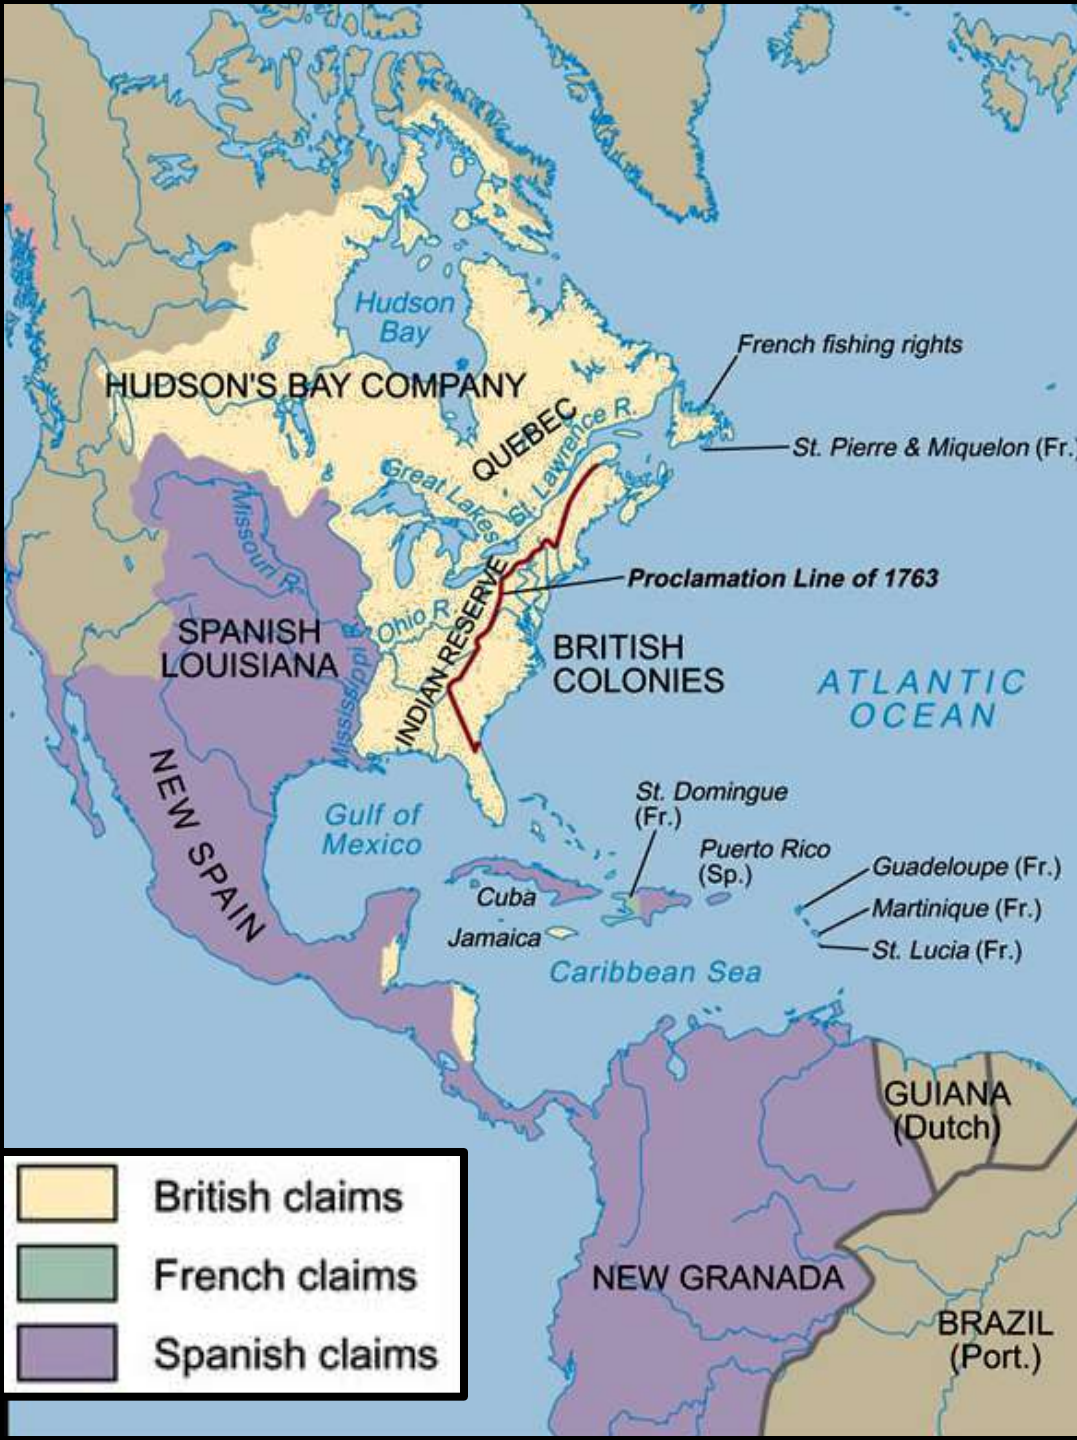 Hudson
Bay
French fishing rights
HUDSON'S BAY COMPANY
QUEBEC
St. Lawrence R.
St. Pierre & Miquelon (Fr.)
Great Lakes
Missouri R.
Proclamation Line of 1763
Ohio R.
INDIAN RESERVE
SPANISH
LOUISIANA
Mississippi R.
BRITISH
COLONIES
ATLANTIC
OCEAN
NEW SPAIN
Gulf of
Mexico
St. Domingue
(Fr.)
Puerto Rico
(Sp.)
Guadeloupe (Fr.)
Cuba
Martinique (Fr.)
Jamaica
St. Lucia (Fr.)
Caribbean Sea
GUIANA
(Dutch)
NEW GRANADA
BRAZIL
(Port.)
British claims
French claims
Spanish claims